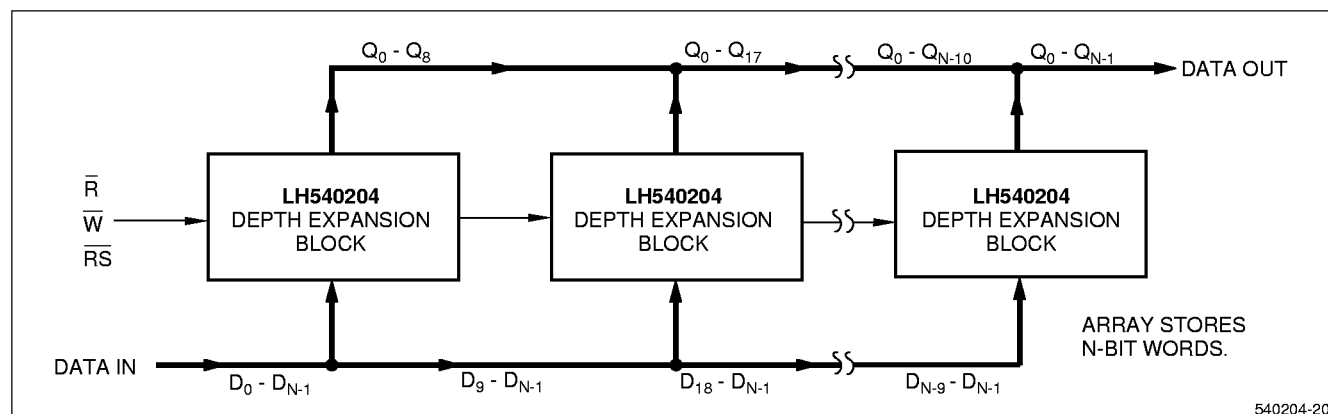 Q0 - Q8
Q0 - Q17
Q0 - QN-10
Q0 - QN-1
DATA OUT
R̅
W̅
R̅S̅
LH540204
DEPTH EXPANSION
BLOCK
LH540204
DEPTH EXPANSION
BLOCK
LH540204
DEPTH EXPANSION
BLOCK
ARRAY STORES
N-BIT WORDS.
DATA IN
D0 - DN-1
D9 - DN-1
D18 - DN-1
DN-9 - DN-1
540204-20